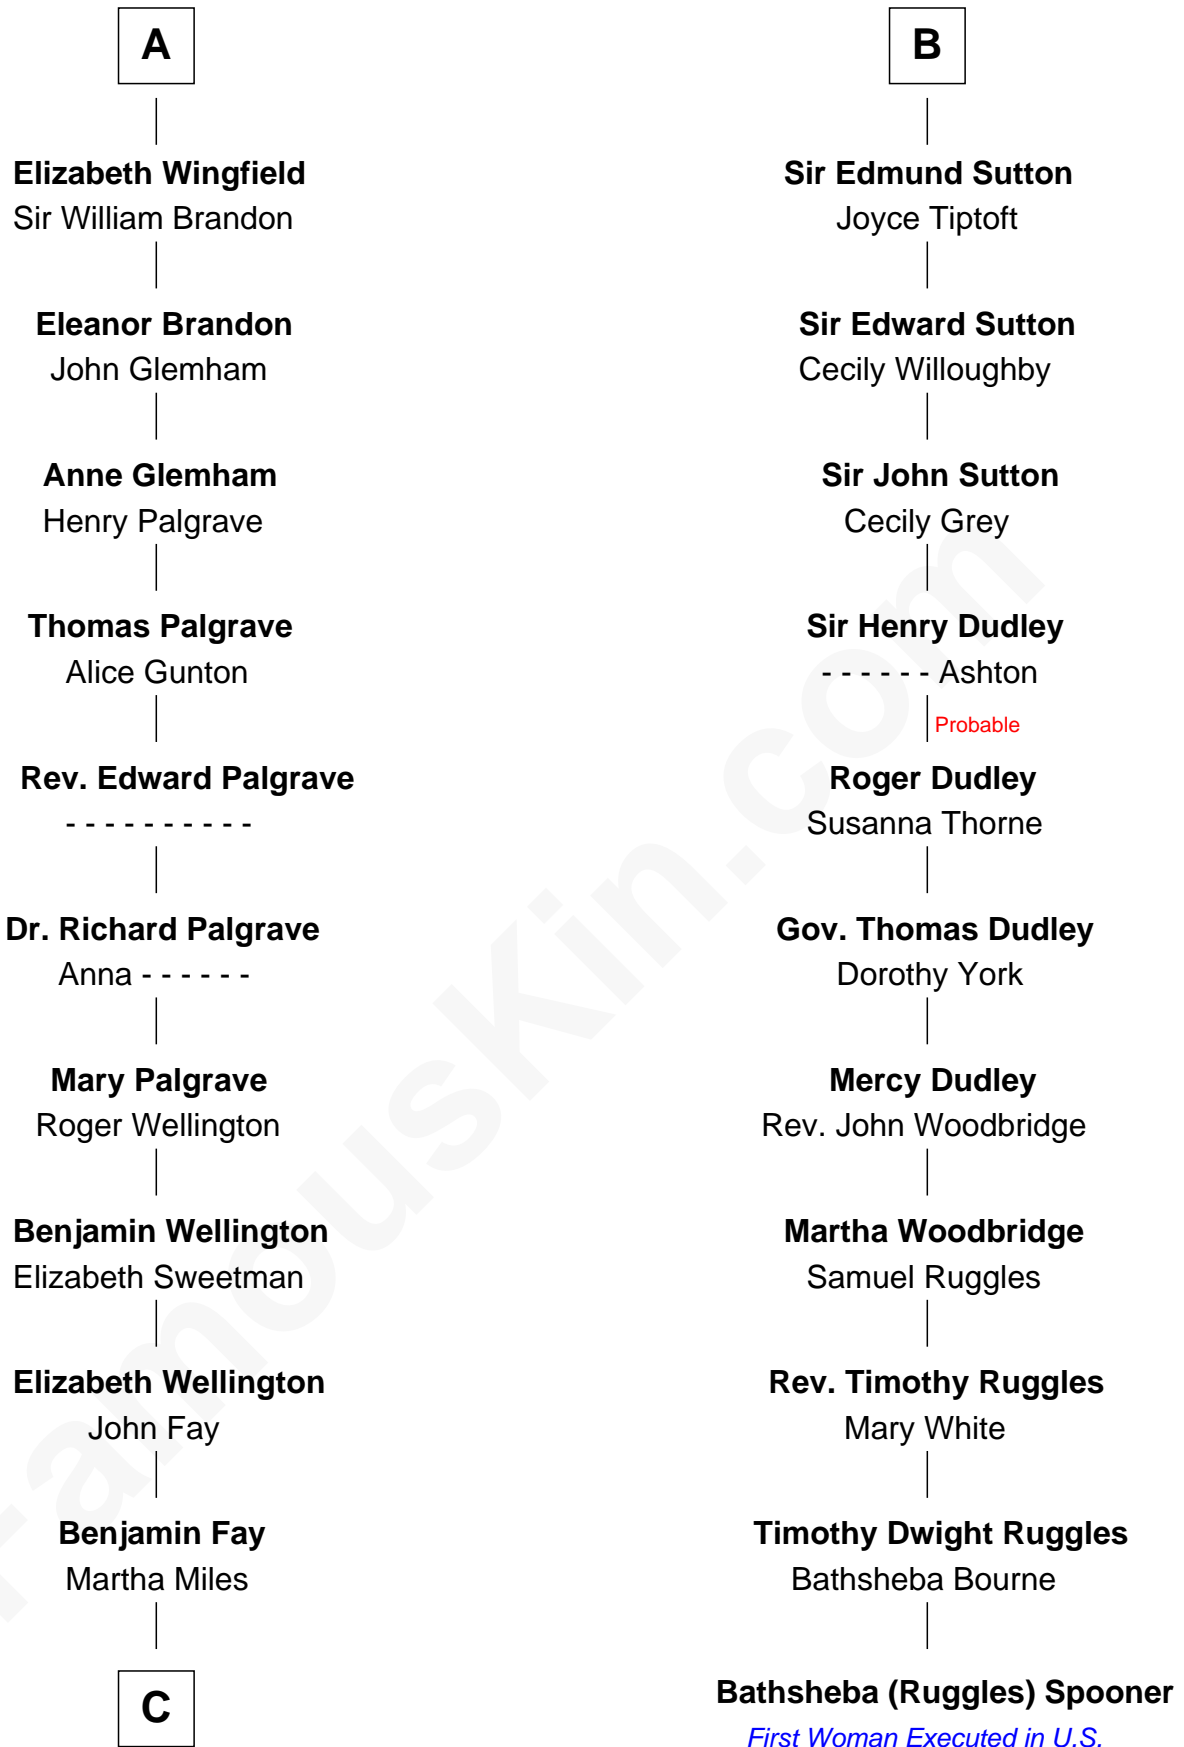 A
Elizabeth Wingfield
Sir William Brandon
Eleanor Brandon
John Glemham
Anne Glemham
Henry Palgrave
Thomas Palgrave
Alice Gunton
Rev. Edward Palgrave
- - - - - - - - - -
Dr. Richard Palgrave
Anna - - - - - -
Mary Palgrave
Roger Wellington
Benjamin Wellington
Elizabeth Sweetman
Elizabeth Wellington
John Fay
Benjamin Fay
Martha Miles
C
B
Sir Edmund Sutton
Joyce Tiptoft
Sir Edward Sutton
Cecily Willoughby
Sir John Sutton
Cecily Grey
Sir Henry Dudley
- - - - - - Ashton
Probable
Roger Dudley
Susanna Thorne
Gov. Thomas Dudley
Dorothy York
Mercy Dudley
Rev. John Woodbridge
Martha Woodbridge
Samuel Ruggles
Rev. Timothy Ruggles
Mary White
Timothy Dwight Ruggles
Bathsheba Bourne
Bathsheba (Ruggles) Spooner
First Woman Executed in U.S.
FamousKin.com